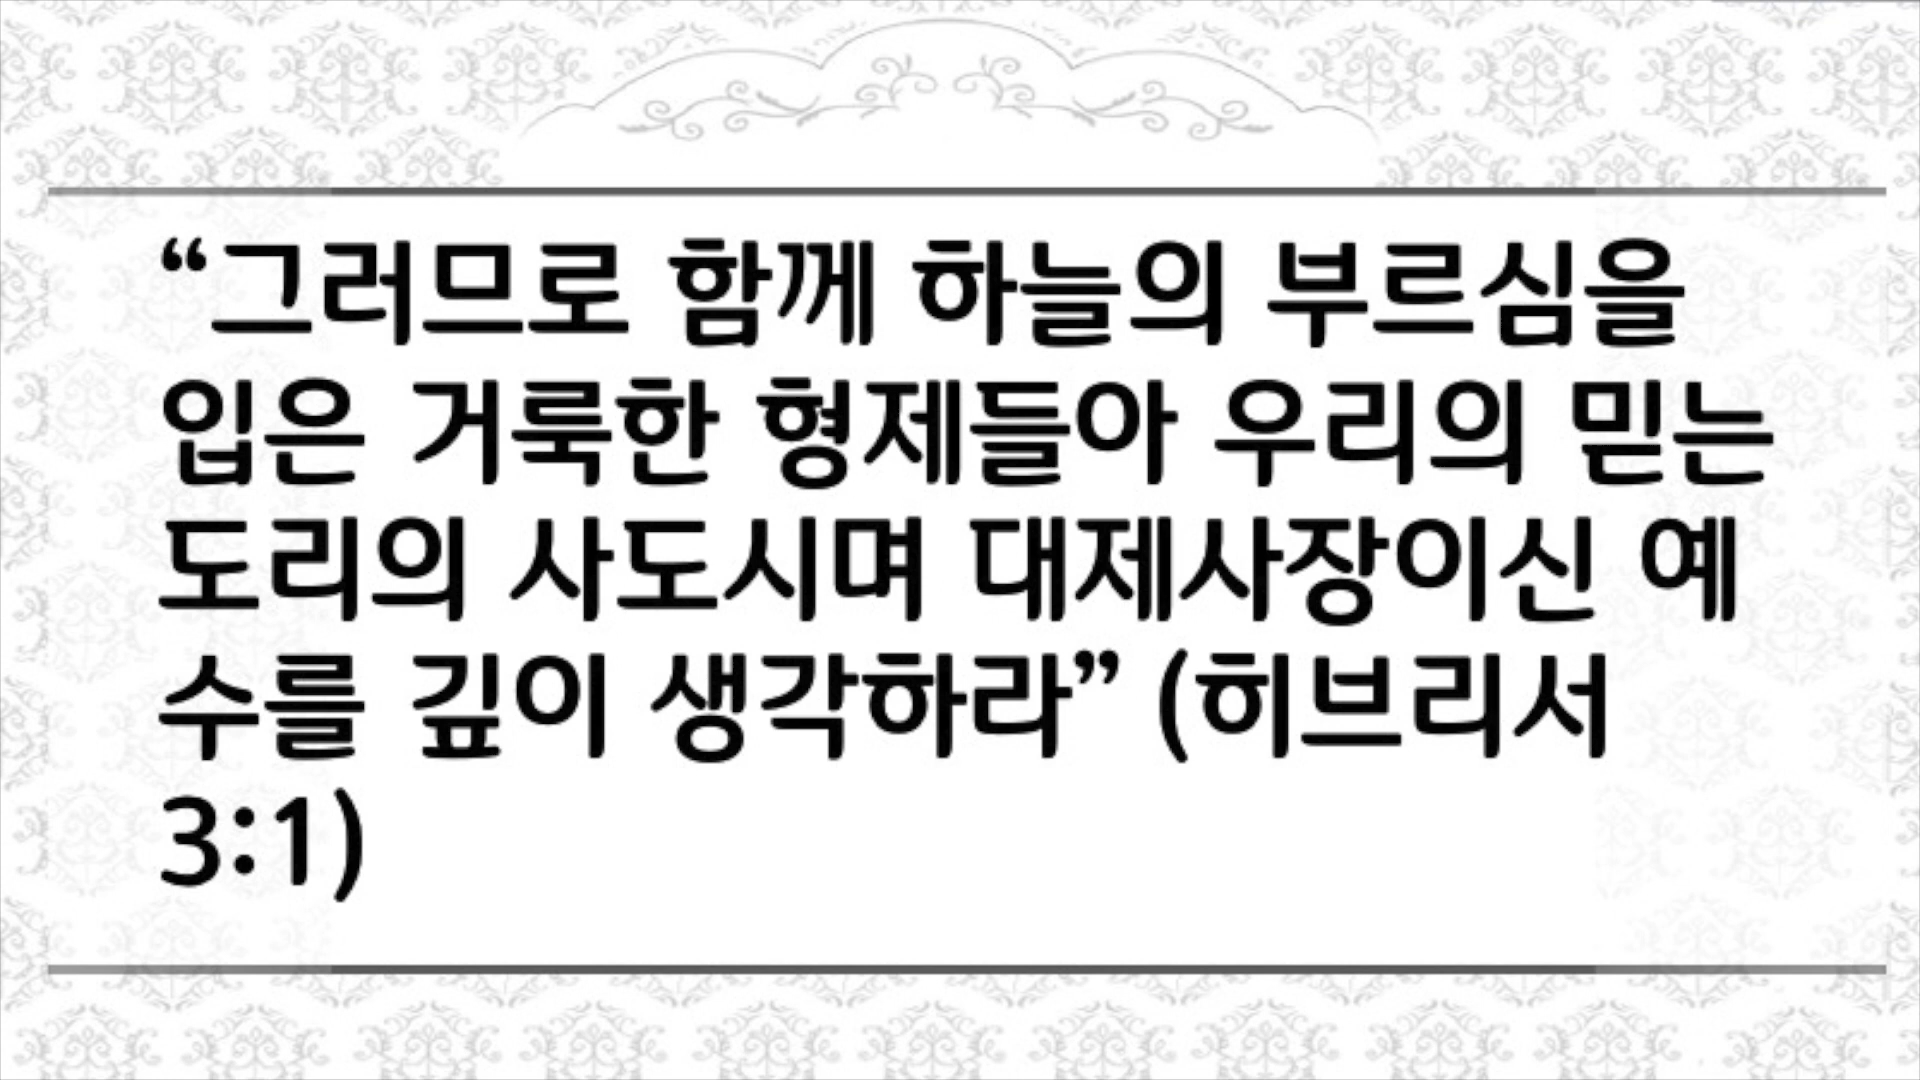 “그러므로 함께 하늘의 부르심을
입은 거룩한 형제들아 우리의 믿는
도리의 사도시며 대제사장이신 예
수를 깊이 생각하라” (히브리서
3:1)